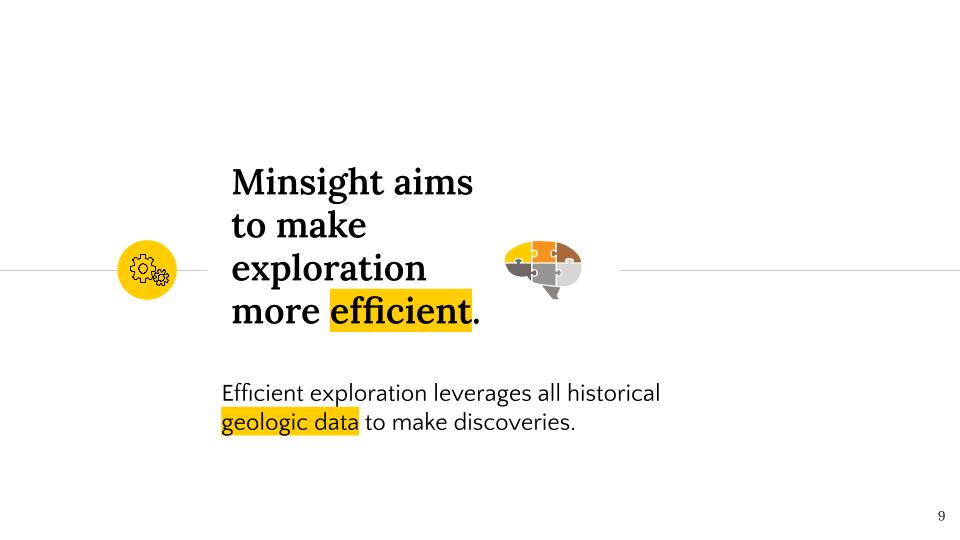 Minsight aims
to make
exploration
more efficient.
Efficient exploration leverages all historical
geologic data to make discoveries.
9